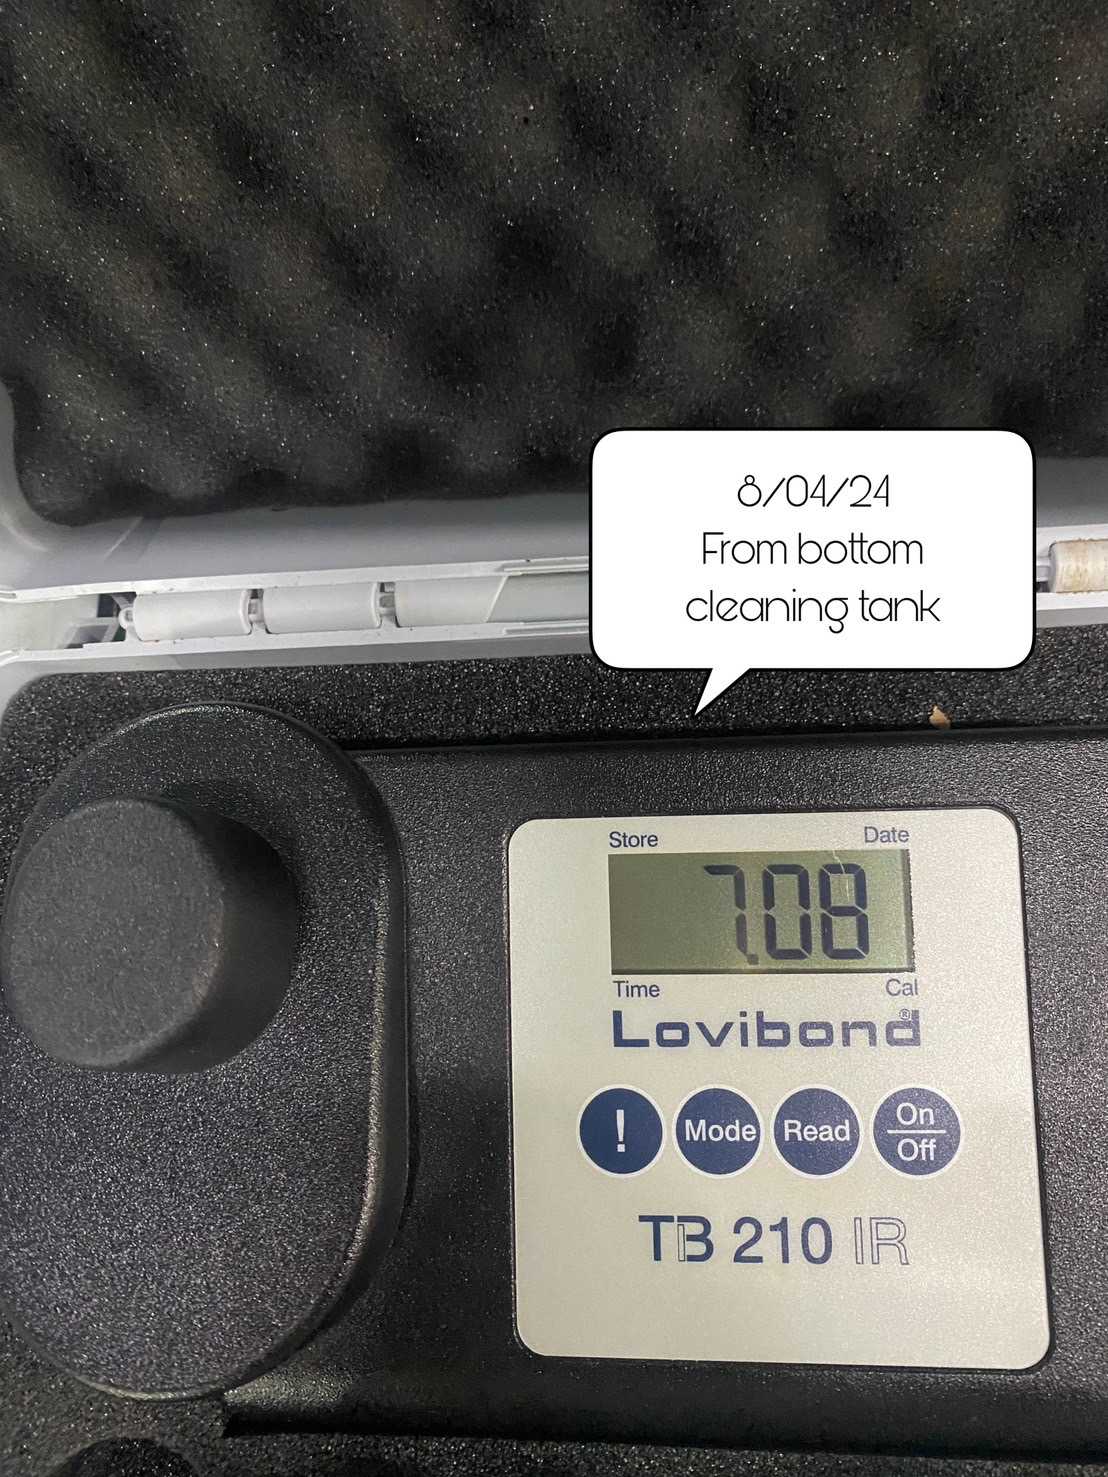 8/04/24
From bottom
cleaning tank
Store Date
7.08
Time Cal
Lovibond®
! Mode Read On Off
TB 210 IR